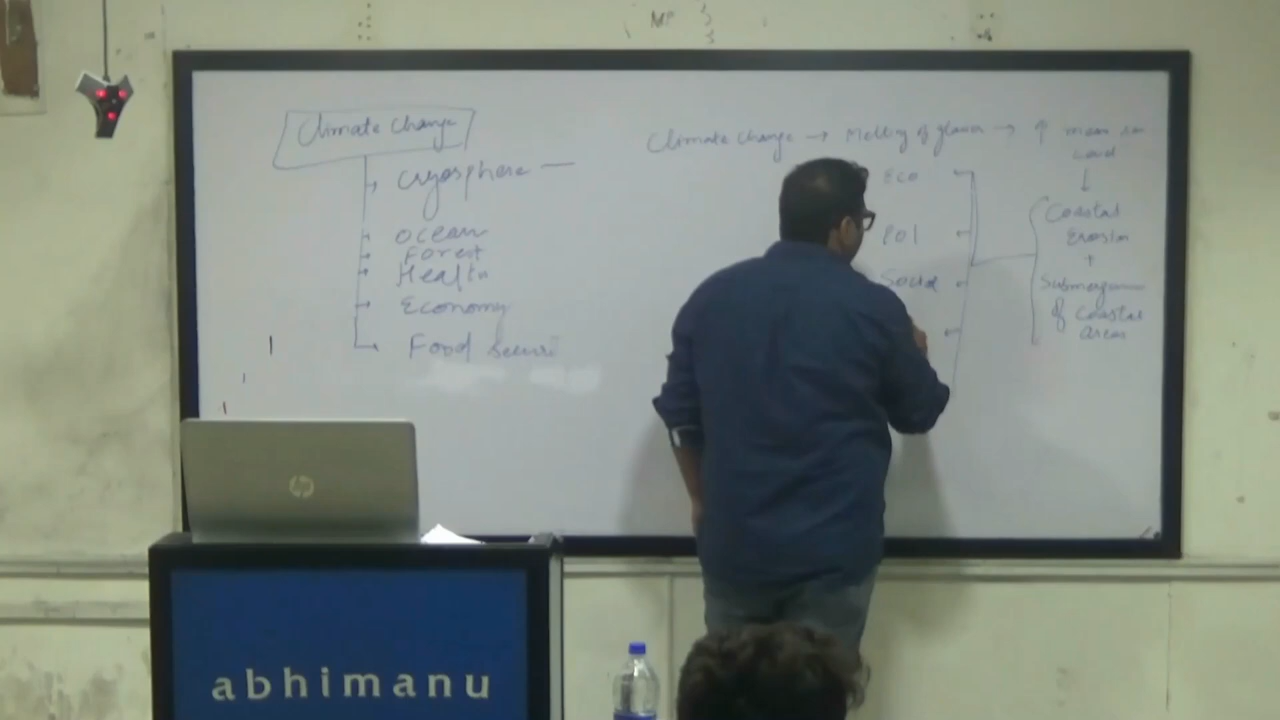 Climate Change
Cryosphere —
Ocean
Forest
Health
Economy
Food Securi
Climate Change → Melting of glaciers → ↑ mean sea
Level
↓
Eco
Pol
Social
Coastal
Erosion
+
of Coastal
areas
hp
abhimanu